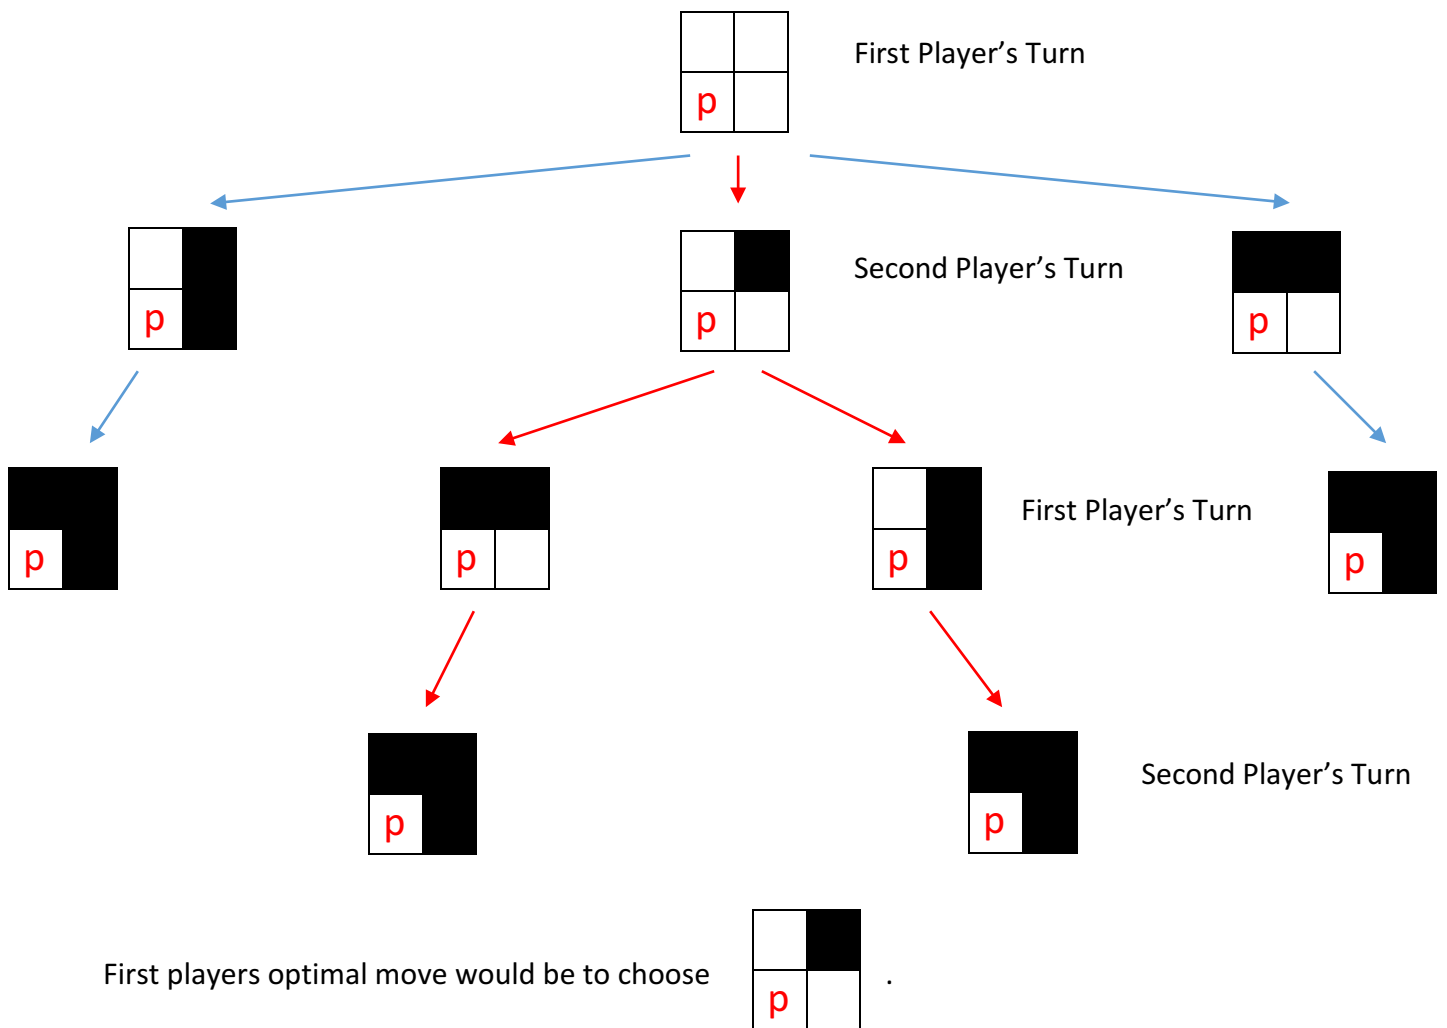 First Player’s Turn
p
Second Player’s Turn
p
p
p
First Player’s Turn
p
p
p
p
Second Player’s Turn
p
p
First players optimal move would be to choose .
p